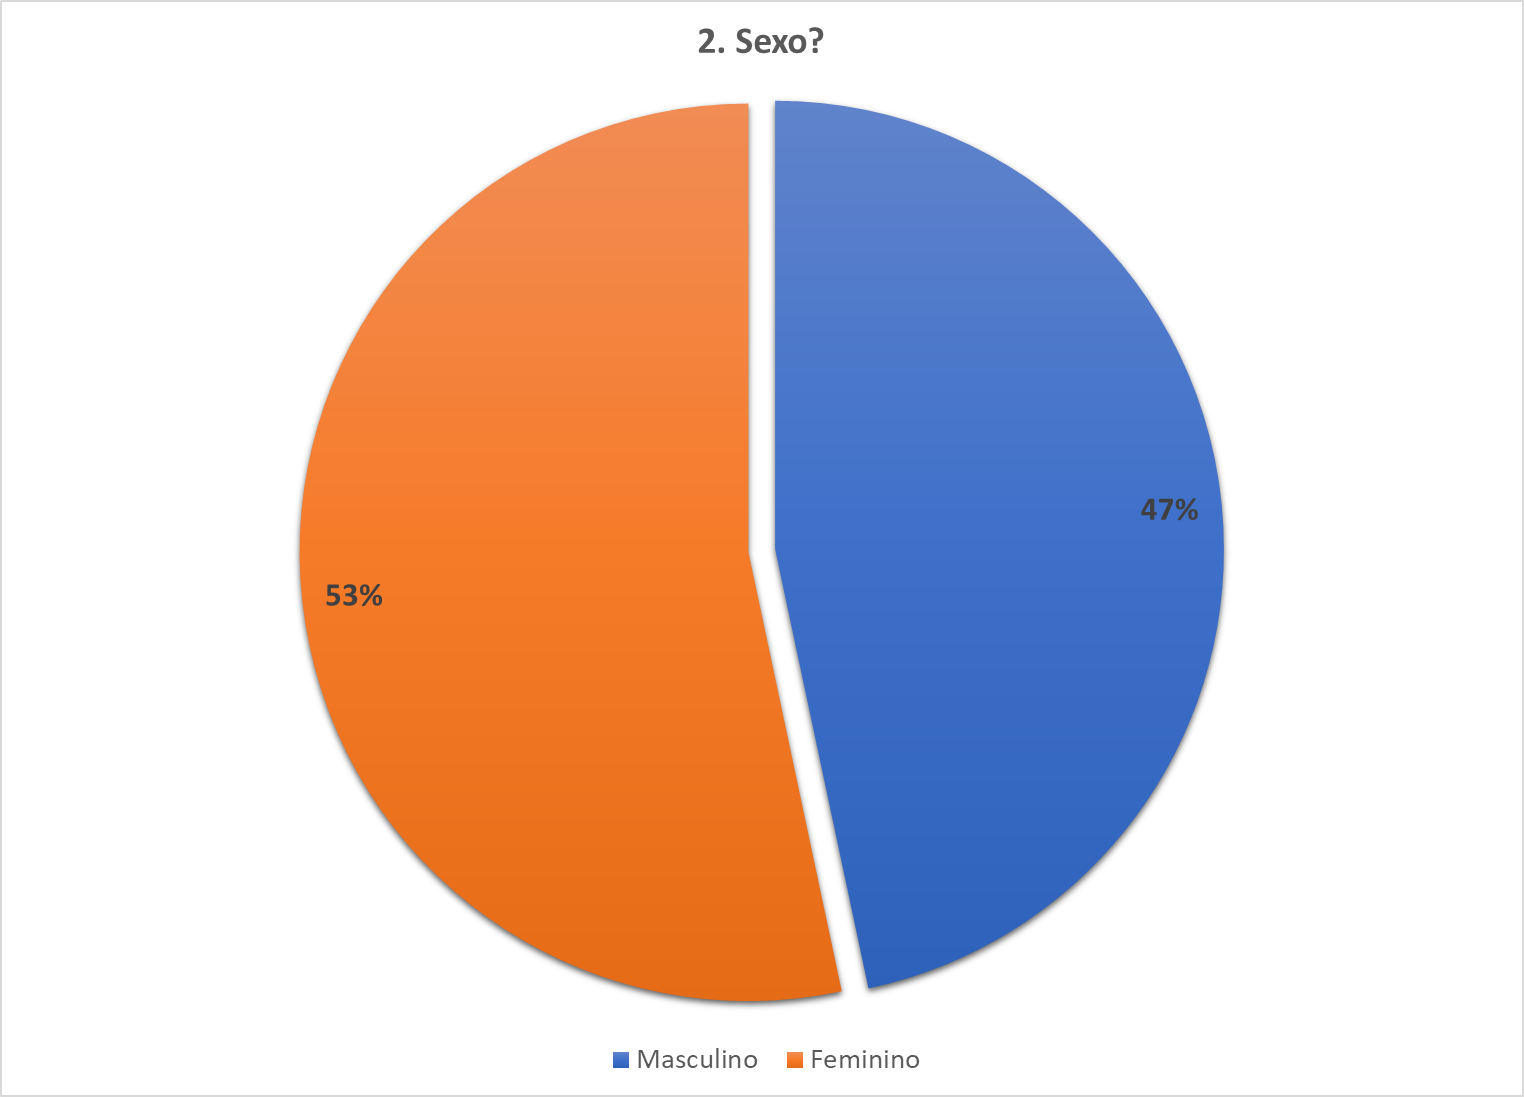 2. Sexo?
47%
53%
Masculino Feminino